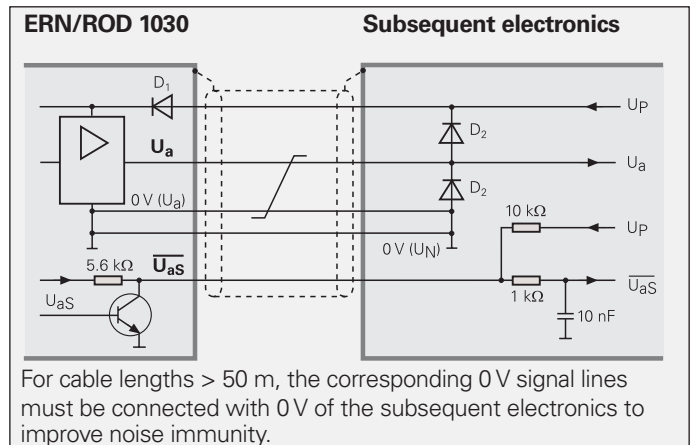 ERN/ROD 1030
Subsequent electronics
D1
UP
Ua
D2
Ua
D2
0 V (Ua)
10 kΩ
UP
0 V (UN)
5.6 kΩ
UaS
UaS
1 kΩ
UaS
10 nF
For cable lengths > 50 m, the corresponding 0 V signal lines
must be connected with 0 V of the subsequent electronics to
improve noise immunity.